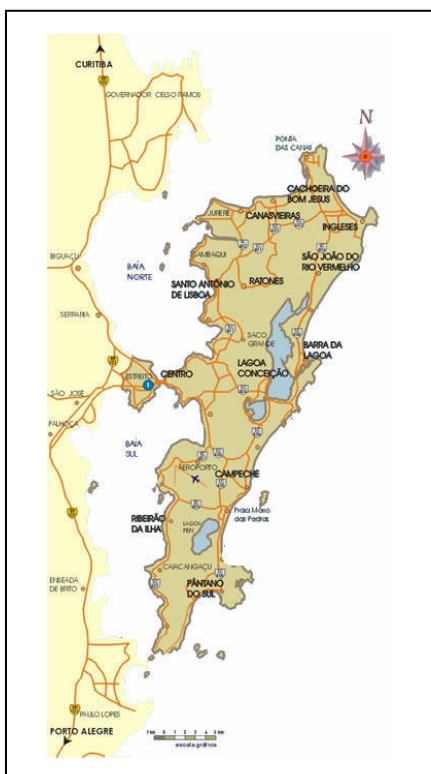 CURITIBA
GOVERNADOR CELSO RAMOS
N
PONTA
DAS CANAS
CACHOEIRA DO
BOM JESUS
JURERÊ
CANASVIEIRAS
INGLESES
SAMBAQUI
SÃO JOÃO DO
RIO VERMELHO
BIGUAÇU
BAÍA
NORTE
SANTO ANTÔNIO
DE LISBOA
RATONES
SERRARIA
SACO
GRANDE
BARRA DA
LAGOA
LAGOA
CONCEIÇÃO
ESTREITO
CENTRO
SÃO JOSÉ
PALHOÇA
BAÍA
SUL
AEROPORTO
CAMPECHE
RIBEIRÃO
DA ILHA
Praia Morro
das Pedras
LAGOA
PERI
CAIACANGAÇU
ENSEADA
DE BRITO
PÂNTANO
DO SUL
PAULO LOPES
PORTO ALEGRE
escala gráfica